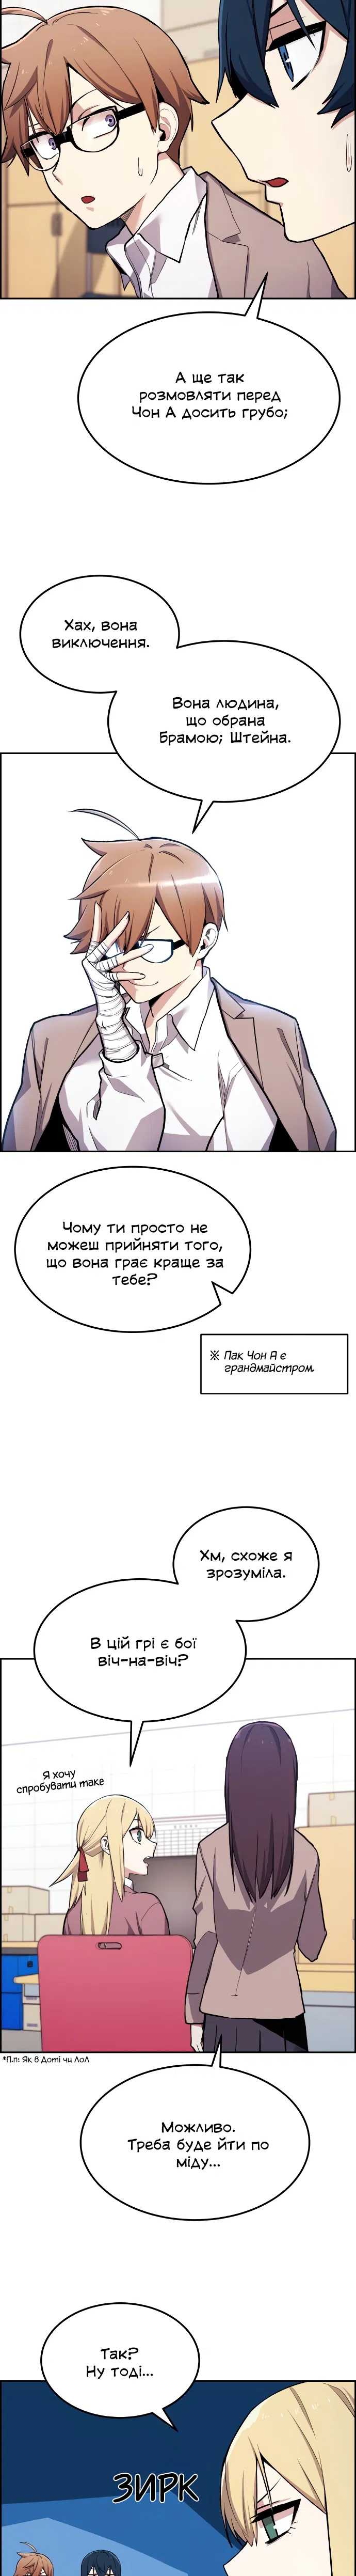 А ще так
розмовляти перед
Чон А досить грубо;
Хах, вона
виключення.
Вона людина,
що обрана
Брамою; Штейна.
Чому ти просто не
можеш прийняти того,
що вона грає краще за
тебе?
※ Пак Чон А є
грандмайстром.
Хм, схоже я
зрозуміла.
В цій грі є бої
віч-на-віч?
Я хочу
спробувати таке
*П.п: Як в Доті чи ЛоЛ
Можливо.
Треба буде йти по
міду...
Так?
Ну тоді...
ЗИРК